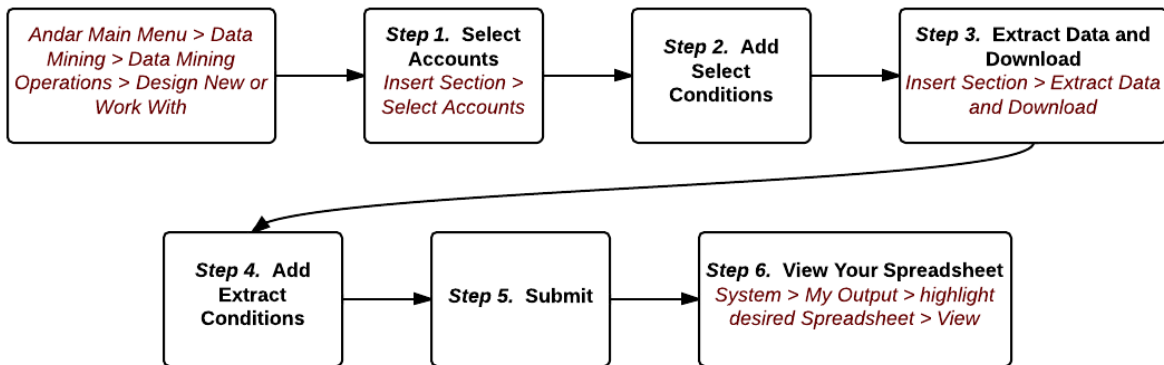 Andar Main Menu > Data
Mining > Data Mining
Operations > Design New or
Work With
Step 1. Select
Accounts
Insert Section >
Select Accounts
Step 2. Add
Select
Conditions
Step 3. Extract Data and
Download
Insert Section > Extract Data
and Download
Step 4. Add
Extract
Conditions
Step 5. Submit
Step 6. View Your Spreadsheet
System > My Output > highlight
desired Spreadsheet > View